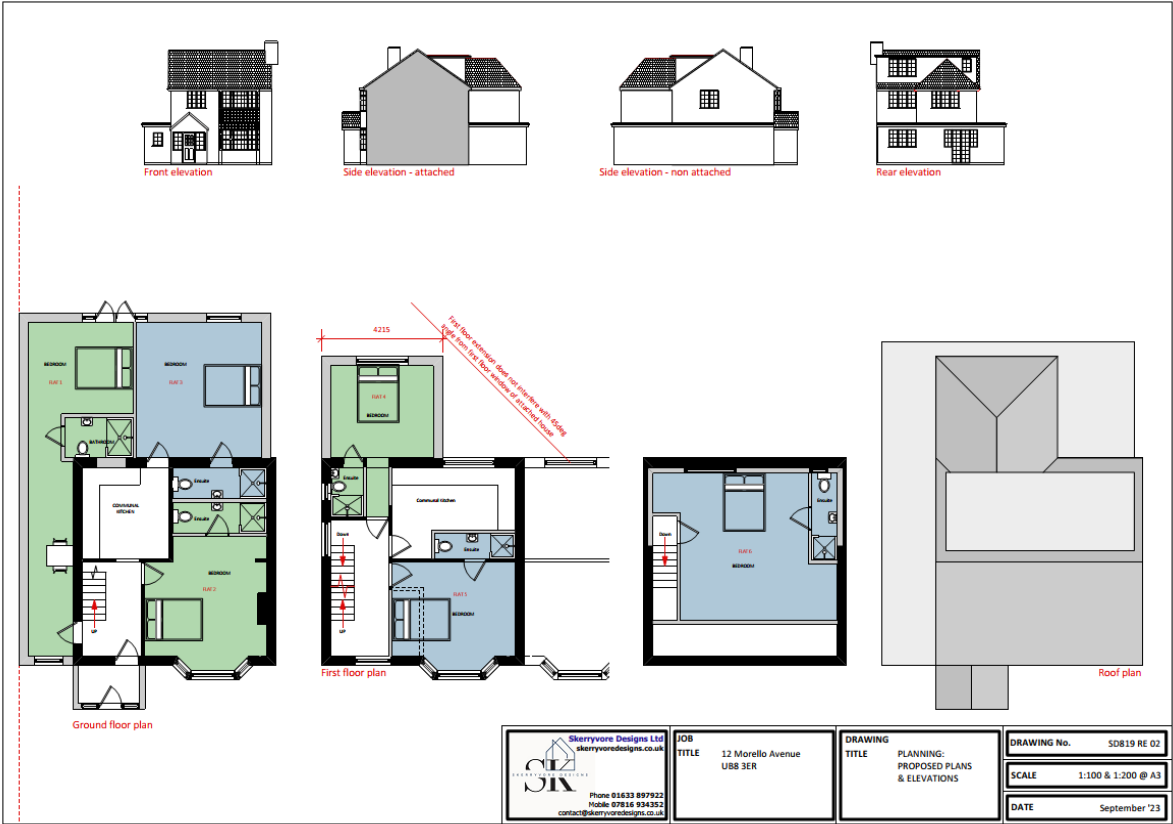 Front elevation
Side elevation - attached
Side elevation - non attached
Rear elevation
BEDROOM
FLAT 1
BEDROOM
FLAT 3
BATHROOM
COMMUNAL
KITCHEN
Ensuite
Ensuite
BEDROOM
FLAT 2
UP
Ground floor plan
4215
First floor extension does not interfere with 45deg
angle from first floor window of attached house
FLAT 4
BEDROOM
Ensuite
Communal Kitchen
Down
Ensuite
FLAT 5
BEDROOM
UP
First floor plan
Down
Ensuite
FLAT 6
BEDROOM
Roof plan
Skerryvore Designs Ltd
skerryvoredesigns.co.uk
SK
SKERRYVORE DESIGNS
Phone 01633 897922
Mobile 07816 934352
contact@skerryvoredesigns.co.uk
JOB
TITLE 12 Morello Avenue
UB8 3ER
DRAWING
TITLE PLANNING:
PROPOSED PLANS
& ELEVATIONS
DRAWING No. SD819 RE 02
SCALE 1:100 & 1:200 @ A3
DATE September '23